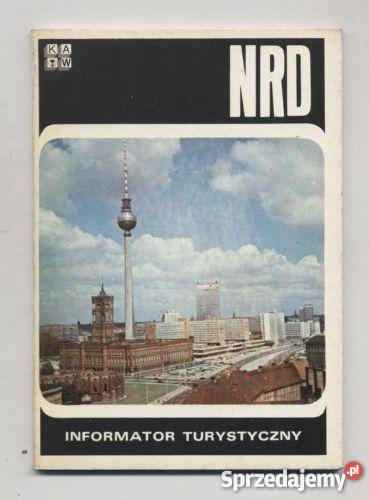 K A
T W
NRD
INFORMATOR TURYSTYCZNY
Sprzedajemy
.pl